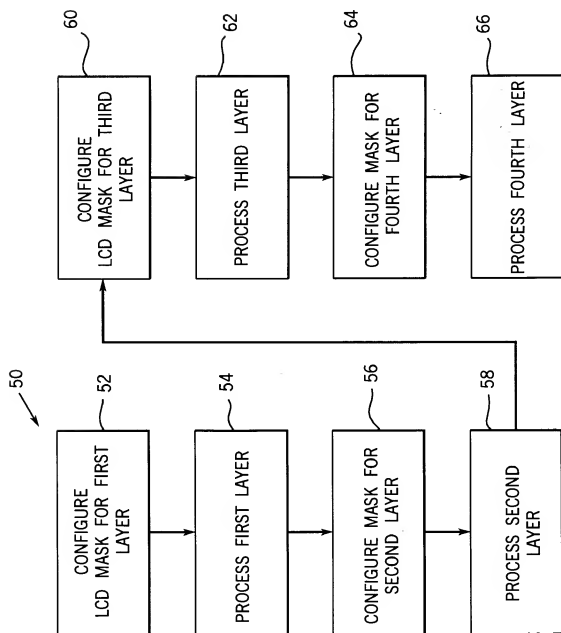 50
52
CONFIGURE
LCD MASK FOR FIRST
LAYER
54
PROCESS FIRST LAYER
56
CONFIGURE MASK FOR
SECOND LAYER
58
PROCESS SECOND
LAYER
60
CONFIGURE
LCD MASK FOR THIRD
LAYER
62
PROCESS THIRD LAYER
64
CONFIGURE MASK FOR
FOURTH LAYER
66
PROCESS FOURTH LAYER